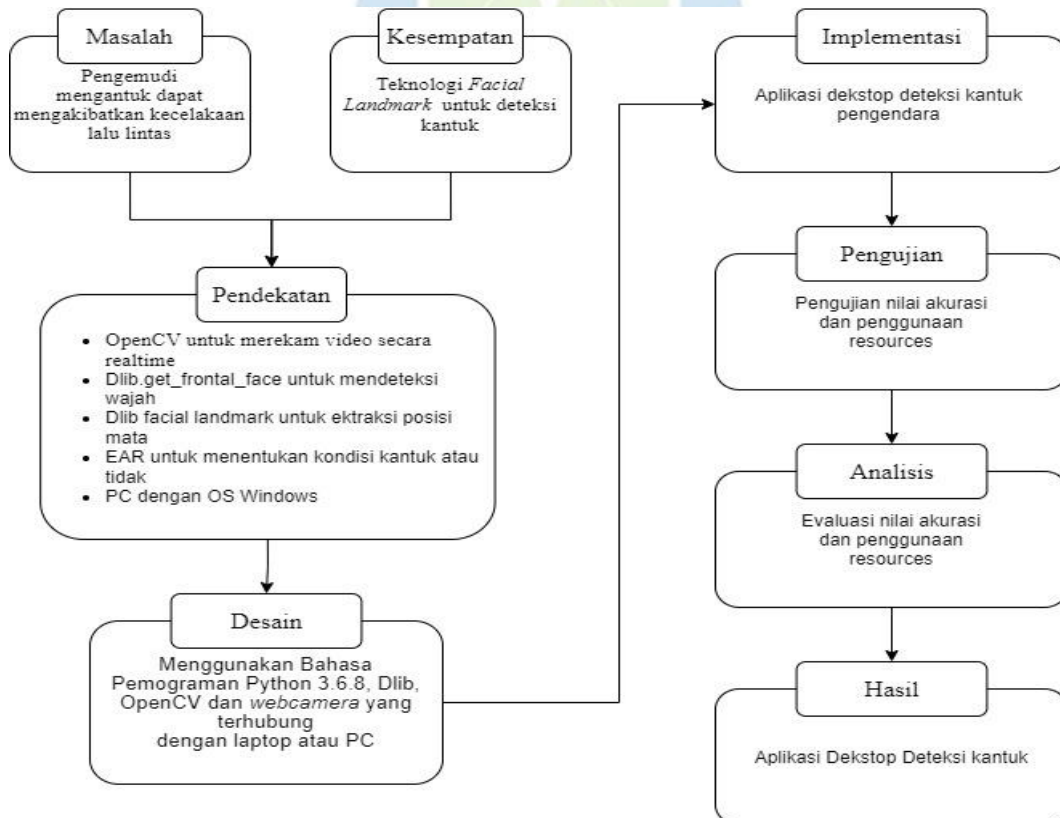 Masalah
Pengemudi
mengantuk dapat
mengakibatkan kecelakaan
lalu lintas
Kesempatan
Teknologi Facial
Landmark untuk deteksi
kantuk
Pendekatan
• OpenCV untuk merekam video secara
realtime
• Dlib.get_frontal_face untuk mendeteksi
wajah
• Dlib facial landmark untuk ektraksi posisi
mata
• EAR untuk menentukan kondisi kantuk atau
tidak
• PC dengan OS Windows
Desain
Menggunakan Bahasa
Pemograman Python 3.6.8, Dlib,
OpenCV dan webcamera yang
terhubung
dengan laptop atau PC
Implementasi
Aplikasi dekstop deteksi kantuk
pengendara
Pengujian
Pengujian nilai akurasi
dan penggunaan
resources
Analisis
Evaluasi nilai akurasi
dan penggunaan
resources
Hasil
Aplikasi Dekstop Deteksi kantuk